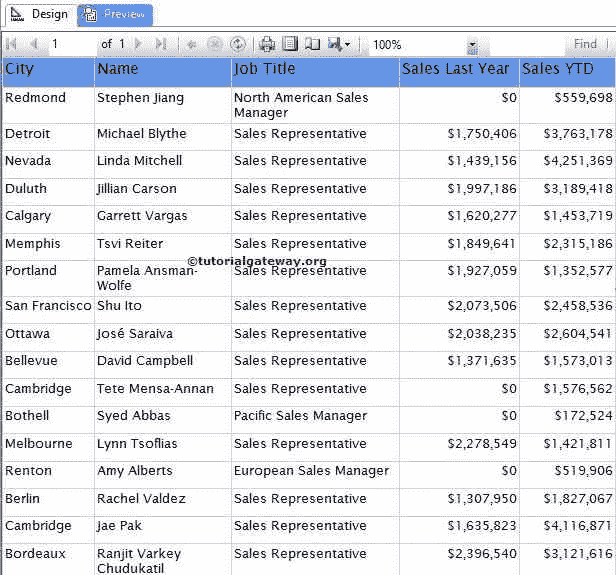 Design Preview
1 of 1 100% Find
City Name Job Title Sales Last Year Sales YTD
Redmond Stephen Jiang North American Sales $0 $559,698
Manager
Detroit Michael Blythe Sales Representative $1,750,406 $3,763,178
Nevada Linda Mitchell Sales Representative $1,439,156 $4,251,369
Duluth Jillian Carson Sales Representative $1,997,186 $3,189,418
Calgary Garrett Vargas Sales Representative $1,620,277 $1,453,719
Memphis Tsvi Reiter Sales Representative $1,849,641 $2,315,186
©tutorialgateway.org
Portland Pamela Ansman- Sales Representative $1,927,059 $1,352,577
Wolfe
San Francisco Shu Ito Sales Representative $2,073,506 $2,458,536
Ottawa José Saraiva Sales Representative $2,038,235 $2,604,541
Bellevue David Campbell Sales Representative $1,371,635 $1,573,013
Cambridge Tete Mensa-Annan Sales Representative $0 $1,576,562
Bothell Syed Abbas Pacific Sales Manager $0 $172,524
Melbourne Lynn Tsoflias Sales Representative $2,278,549 $1,421,811
Renton Amy Alberts European Sales Manager $0 $519,906
Berlin Rachel Valdez Sales Representative $1,307,950 $1,827,067
Cambridge Jae Pak Sales Representative $1,635,823 $4,116,871
Bordeaux Ranjit Varkey Sales Representative $2,396,540 $3,121,616
Chudukatil